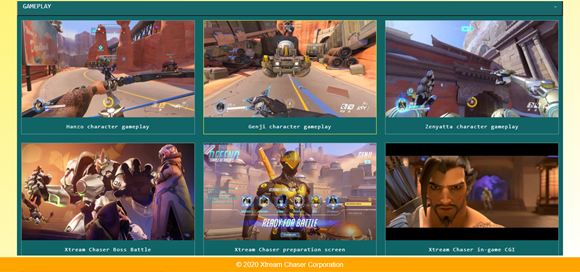 GAMEPLAY -
Hanzo character gameplay
Genji character gameplay
Zenyatta character gameplay
READY FOR BATTLE
Xtream Chaser Boss Battle
Xtream Chaser preparation screen
Xtream Chaser in-game CGI
© 2020 Xtream Chaser Corporation